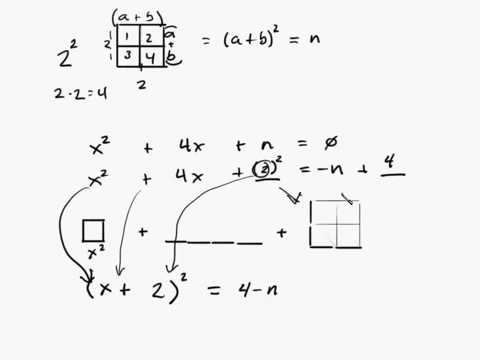 (a+b)
1 1 2 a
2² 2 + = (a+b)² = n
1 3 4 b
2·2=4 2
x² + 4x + n = ∅
x² + 4x + (2)² = -n + 4
□ + _ _ _ _ +
x²
(x + 2)² = 4-n